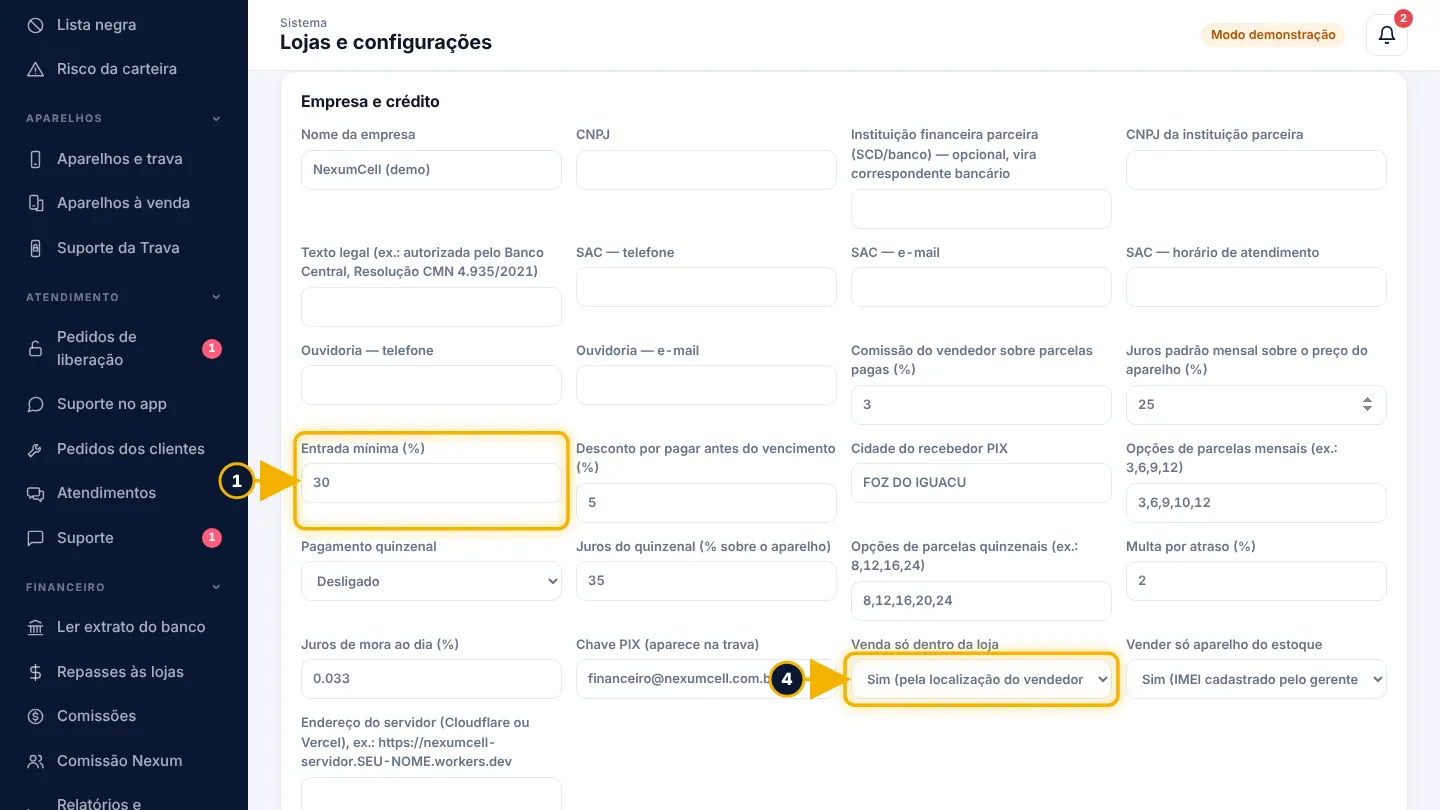 Lista negra
Risco da carteira
APARELHOS
Aparelhos e trava
Aparelhos à venda
Suporte da Trava
ATENDIMENTO
Pedidos de
liberação
1
Suporte no app
Pedidos dos clientes
Atendimentos
Suporte
1
FINANCEIRO
Ler extrato do banco
Repasses às lojas
Comissões
Comissão Nexum
Relatórios e
Sistema
Lojas e configurações
Modo demonstração
2
Empresa e crédito
Nome da empresa
NexumCell (demo)
CNPJ
Instituição financeira parceira
(SCD/banco) — opcional, vira
correspondente bancário
CNPJ da instituição parceira
Texto legal (ex.: autorizada pelo Banco
Central, Resolução CMN 4.935/2021)
SAC — telefone
SAC — e-mail
SAC — horário de atendimento
Ouvidoria — telefone
Ouvidoria — e-mail
Comissão do vendedor sobre parcelas
pagas (%)
3
Juros padrão mensal sobre o preço do
aparelho (%)
25
1
Entrada mínima (%)
30
Desconto por pagar antes do vencimento
(%)
5
Cidade do recebedor PIX
FOZ DO IGUACU
Opções de parcelas mensais (ex.:
3,6,9,12)
3,6,9,10,12
Pagamento quinzenal
Desligado
Juros do quinzenal (% sobre o aparelho)
35
Opções de parcelas quinzenais (ex.:
8,12,16,24)
8,12,16,20,24
Multa por atraso (%)
2
Juros de mora ao dia (%)
0.033
Chave PIX (aparece na trava)
financeiro@nexumcell.com.b
4
Venda só dentro da loja
Sim (pela localização do vendedor
Vender só aparelho do estoque
Sim (IMEI cadastrado pelo gerente
Endereço do servidor (Cloudflare ou
Vercel), ex.: https://nexumcell-
servidor.SEU-NOME.workers.dev